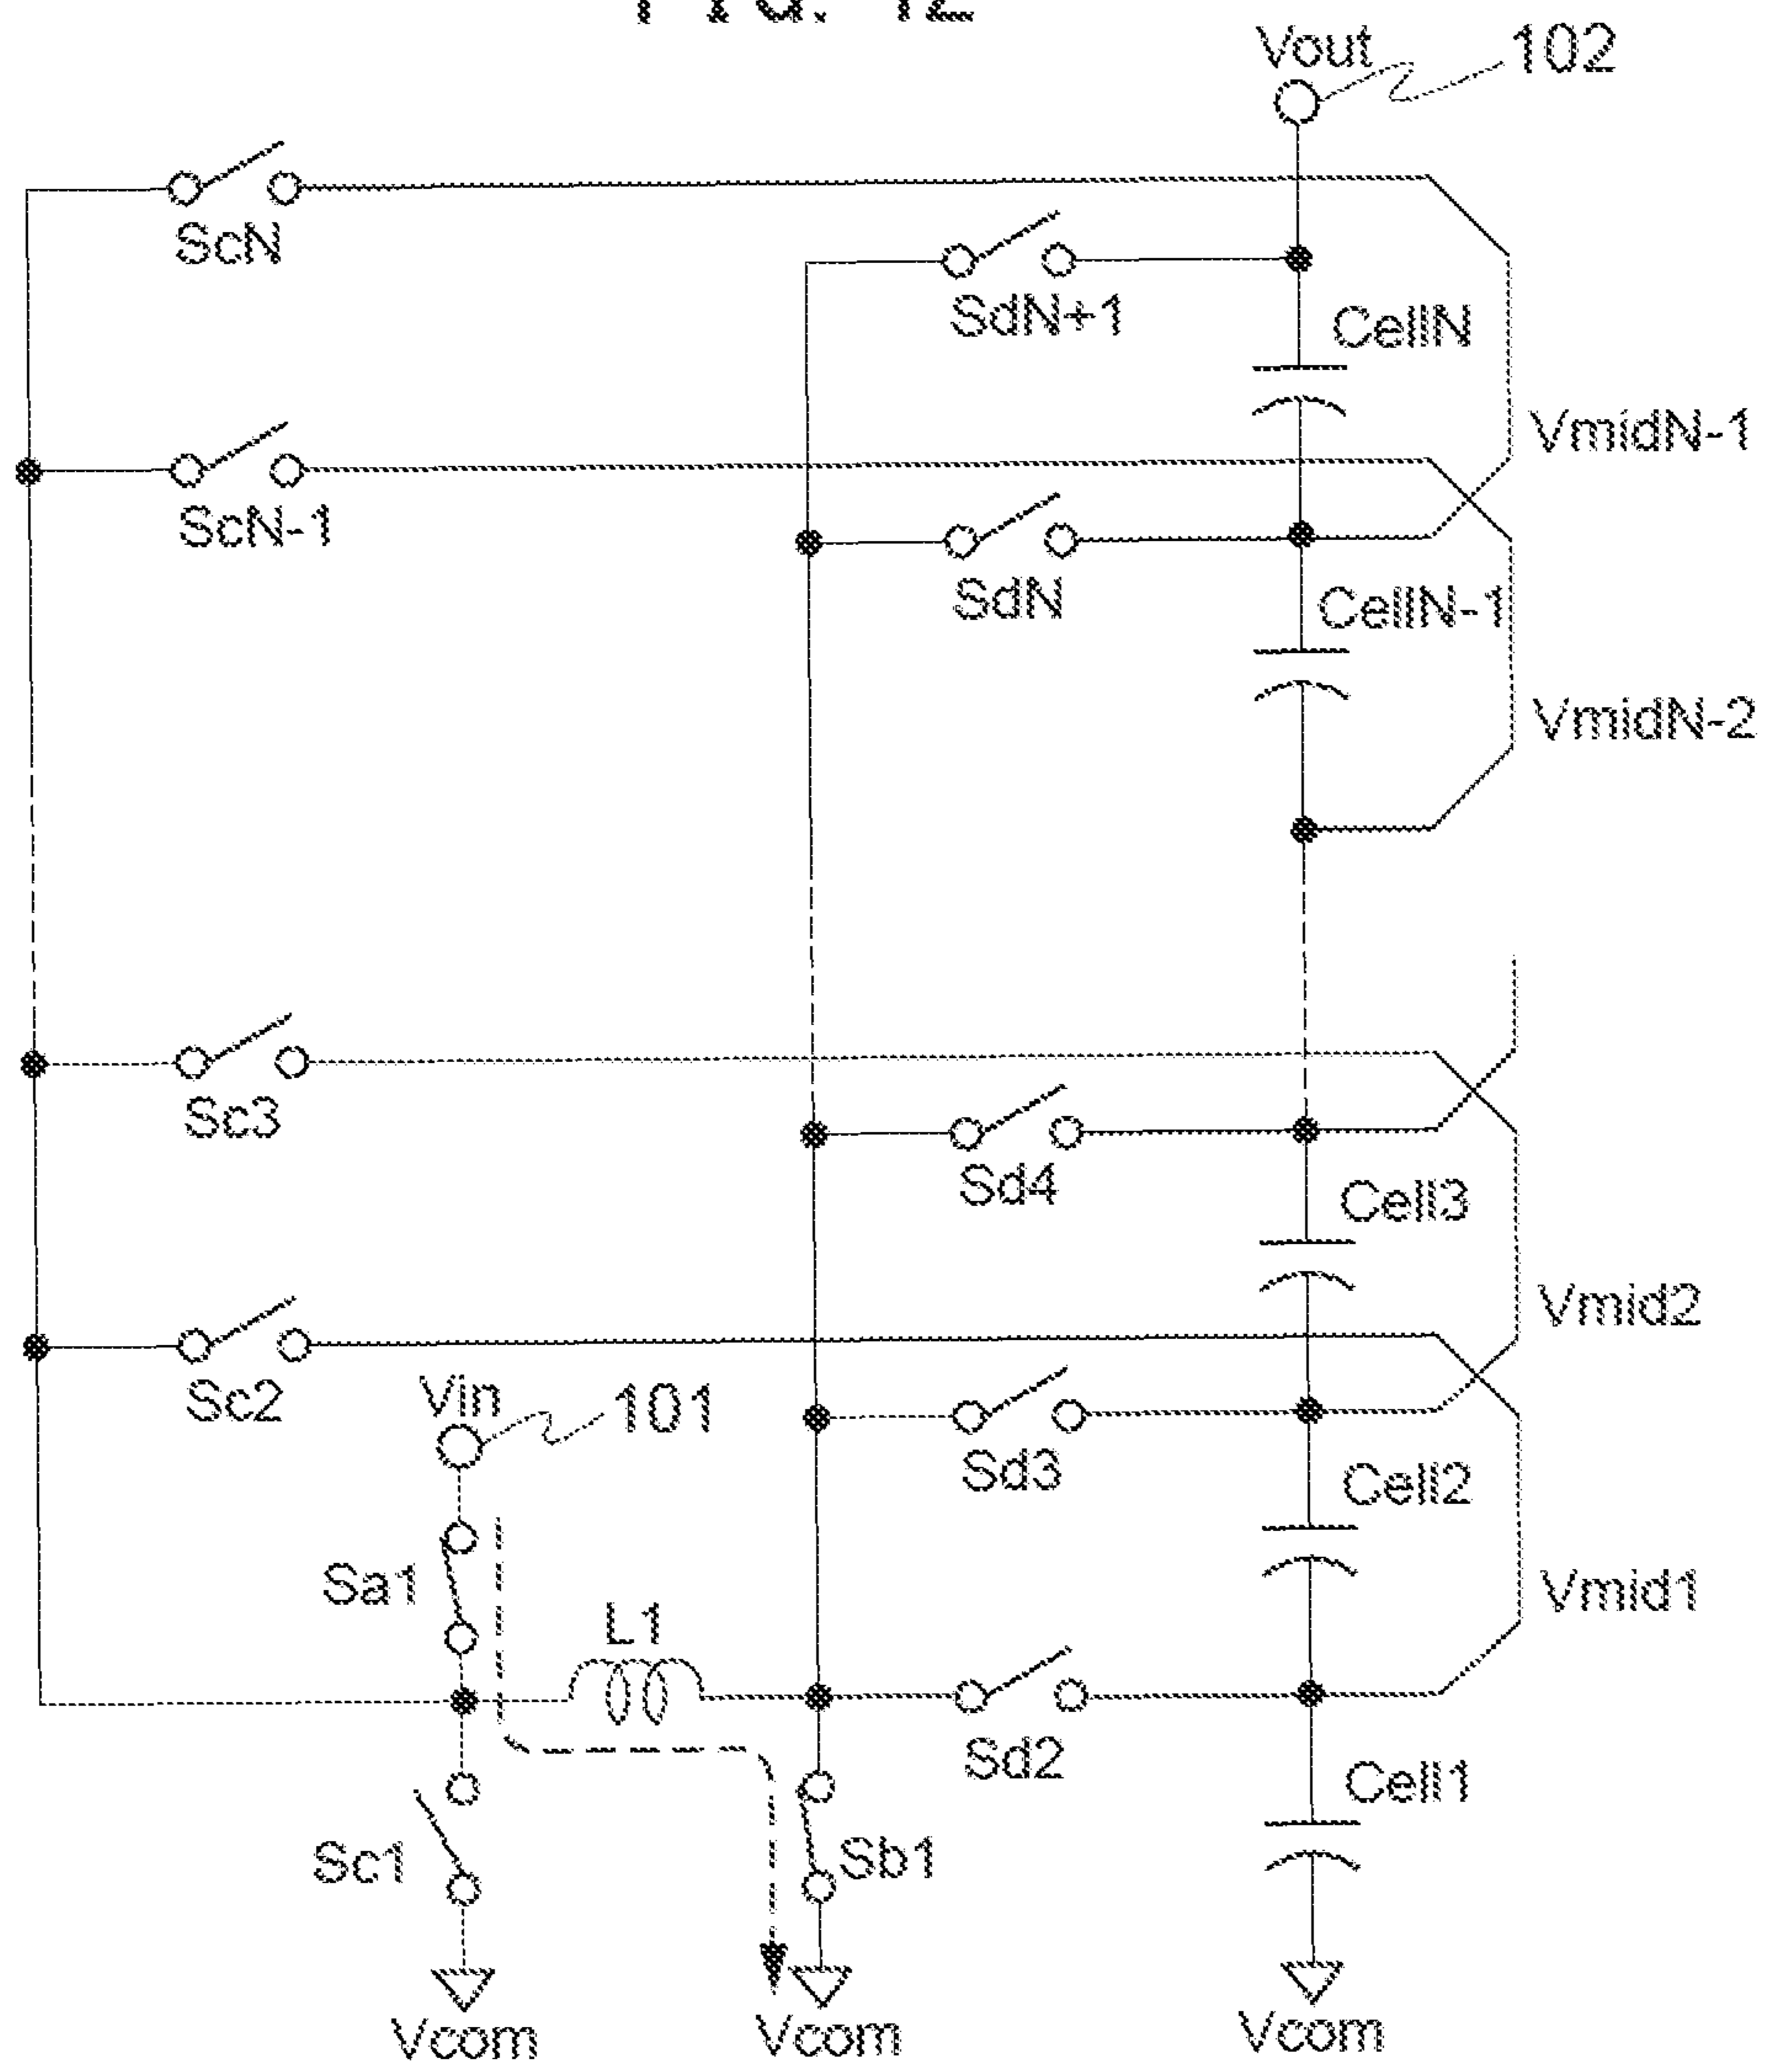 Vout 102
ScN
SdN+1
CellN
VmidN-1
ScN-1
SdN
CellN-1
VmidN-2
Sc3
Sd4
Cell3
Vmid2
Sc2
Vin 101
Sd3
Cell2
Sa1
L1
Vmid1
Sd2
Cell1
Sc1
Sb1
Vcom
Vcom
Vcom